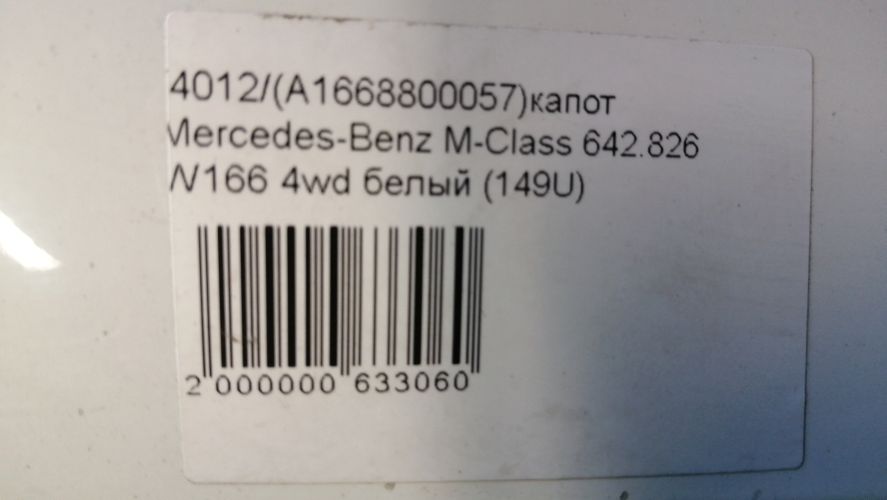 4012/(A1668800057)капот
Mercedes-Benz M-Class 642.826
W166 4wd белый (149U)
2 000000 633060